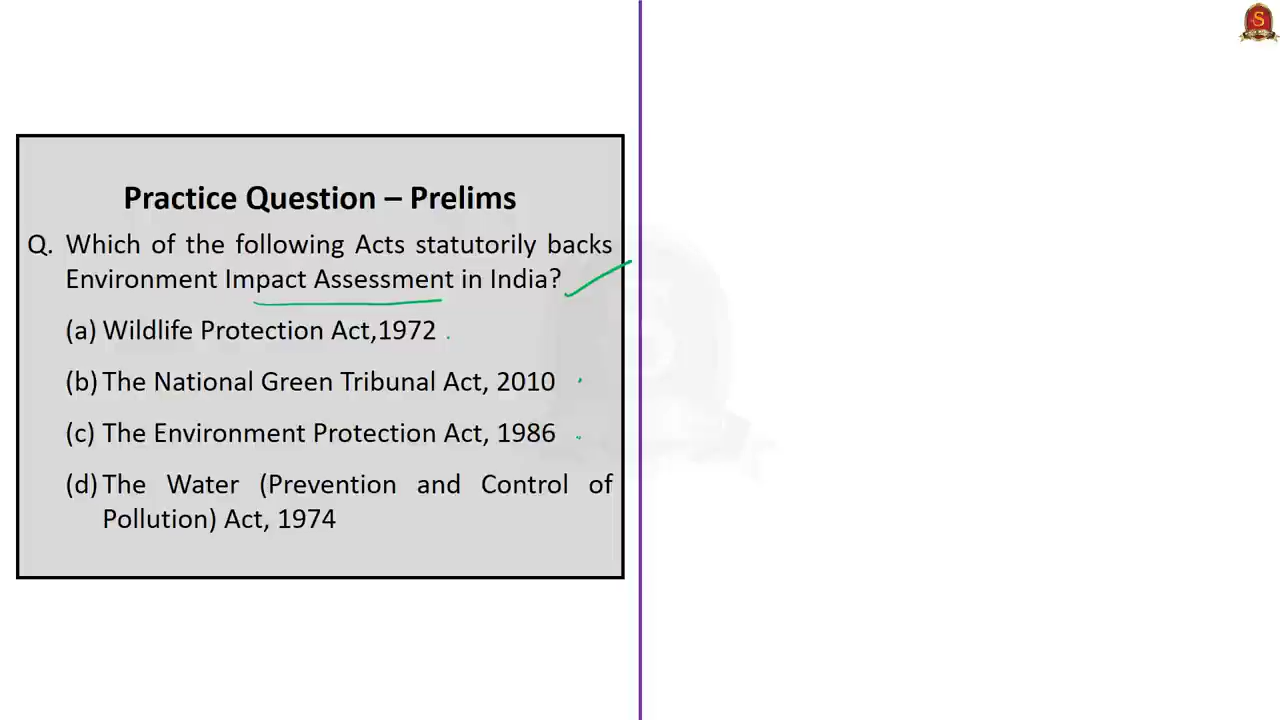 S
Practice Question – Prelims
Q. Which of the following Acts statutorily backs
Environment Impact Assessment in India?
(a) Wildlife Protection Act,1972
(b) The National Green Tribunal Act, 2010
(c) The Environment Protection Act, 1986
(d) The Water (Prevention and Control of
Pollution) Act, 1974